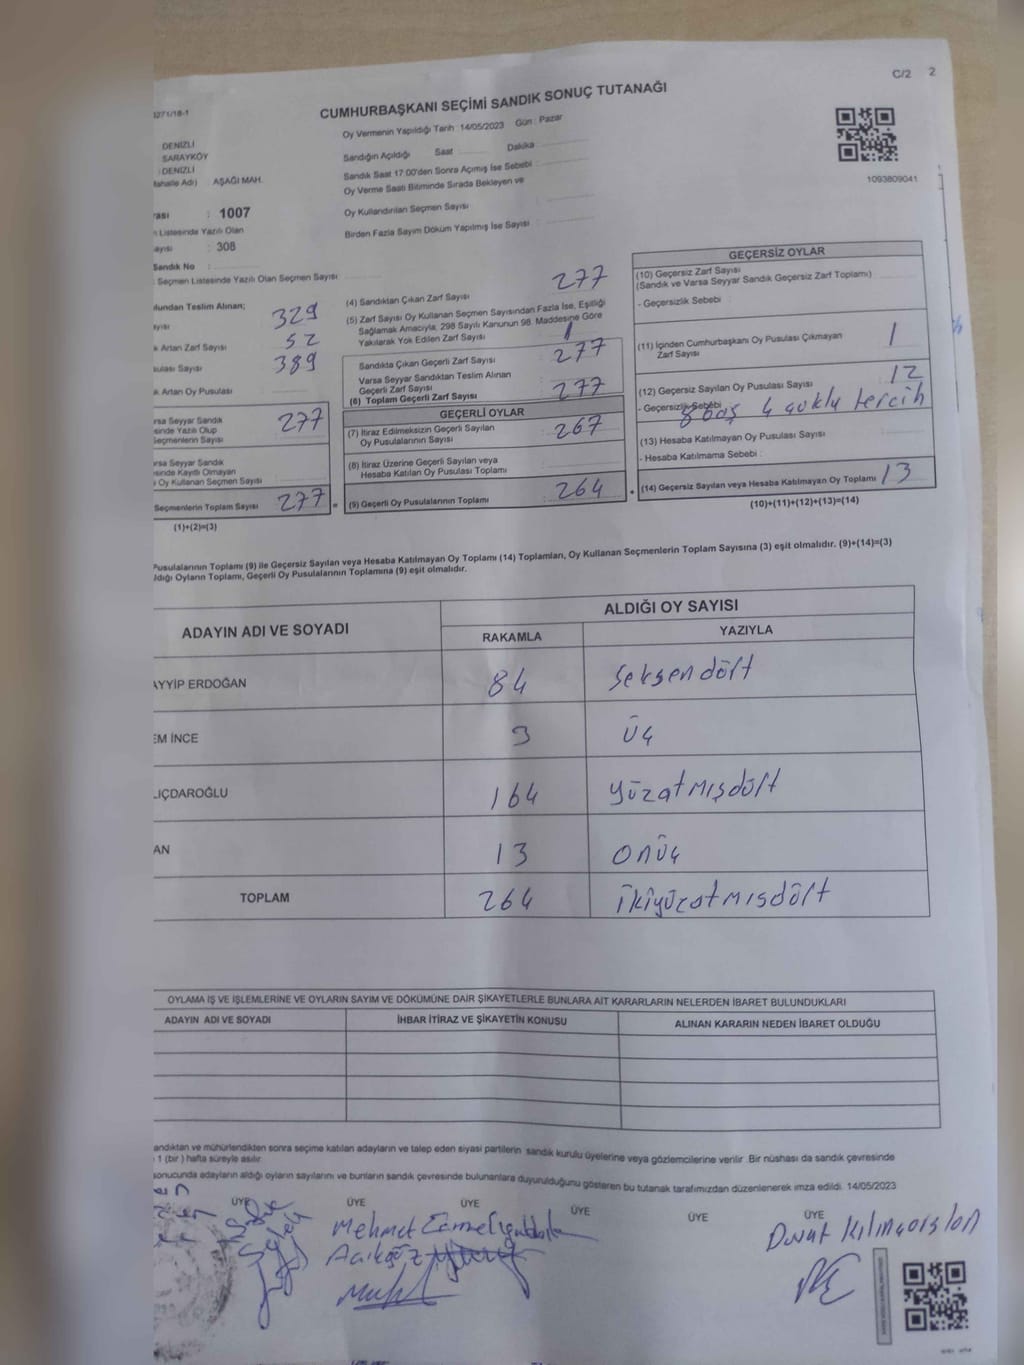 C/2 2
CUMHURBAŞKANI SEÇİMİ SANDIK SONUÇ TUTANAĞI
271/18-1
Oy Vermenin Yapıldığı Tarih :14/05/2023 Gün : Pazar
DENİZLİ
SARAYKÖY
: DENİZLİ
Mahalle Adı) AŞAĞI MAH.
Sandığın Açıldığı Saat Dakika
Sandık Saat 17:00'den Sonra Açılmış İse Sebebi
Oy Verme Saati Bitiminde Sırada Bekleyen ve
Oy Kullandırılan Seçmen Sayısı
Birden Fazla Sayım Döküm Yapılmış İse Sayısı
1093809041
: 1007
Listesinde Yazılı Olan
: 308
Sandık No
Seçmen Listesinde Yazılı Olan Seçmen Sayısı
Teslim Alınan; 329
Artan Zarf Sayısı 52
Sayısı 389
Artan Oy Pusulası
Seyyar Sandık 277
Yazılı Olup
Seçmenlerin Sayısı
Seyyar Sandık
Kayıtlı Olmayan
Oy Kullanan Seçmen Sayısı
Seçmenlerin Toplam Sayısı 277 =
(1)+(2)=(3)
(4) Sandıktan Çıkan Zarf Sayısı 277
(5) Zarf Sayısı Oy Kullanan Seçmen Sayısından Fazla İse, Eşitliği
Sağlamak Amacıyla, 298 Sayılı Kanunun 98. Maddesine Göre
Yakılarak Yok Edilen Zarf Sayısı
Sandıkta Çıkan Geçerli Zarf Sayısı 277
Varsa Seyyar Sandıktan Teslim Alınan
Geçerli Zarf Sayısı
(6) Toplam Geçerli Zarf Sayısı 277
GEÇERLİ OYLAR
(7) İtiraz Edilmeksizin Geçerli Sayılan
Oy Pusulalarının Sayısı 267
(8) İtiraz Üzerine Geçerli Sayılan veya
Hesaba Katılan Oy Pusulası Toplamı
(9) Geçerli Oy Pusulalarının Toplamı 264 +
GEÇERSİZ OYLAR
(10) Geçersiz Zarf Sayısı
(Sandık ve Varsa Seyyar Sandık Geçersiz Zarf Toplamı)
- Geçersizlik Sebebi :
(11) İçinden Cumhurbaşkanı Oy Pusulası Çıkmayan
Zarf Sayısı 1
(12) Geçersiz Sayılan Oy Pusulası Sayısı 12
- Geçersizlik Sebebi 8 boş 4 çoklu tercih
(13) Hesaba Katılmayan Oy Pusulası Sayısı
- Hesaba Katılmama Sebebi :
(14) Geçersiz Sayılan veya Hesaba Katılmayan Oy Toplamı 13
(10)+(11)+(12)+(13)=(14)
Pusulalarının Toplamı (9) ile Geçersiz Sayılan veya Hesaba Katılmayan Oy Toplamı (14) Toplamları, Oy Kullanan Seçmenlerin Toplam Sayısına (3) eşit olmalıdır. (9)+(14)=(3)
Oyların Toplamı, Geçerli Oy Pusulalarının Toplamına (9) eşit olmalıdır.
ADAYIN ADI VE SOYADI ALDIĞI OY SAYISI
RAKAMLA YAZIYLA
AYYİP ERDOĞAN 84 Seksendört
EM İNCE 3 Üç
LIÇDAROĞLU 164 yüzatmışdört
AN 13 onüç
TOPLAM 264 ikiyüzatmışdört
OYLAMA İŞ VE İŞLEMLERİNE VE OYLARIN SAYIM VE DÖKÜMÜNE DAİR ŞİKAYETLERLE BUNLARA AİT KARARLARIN NELERDEN İBARET BULUNDUKLARI
ADAYIN ADI VE SOYADI İHBAR İTİRAZ VE ŞİKAYETİN KONUSU ALINAN KARARIN NEDEN İBARET OLDUĞU
ve mühürlendikten sonra seçime katılan adayların ve talep eden siyasi partilerin sandık kurulu üyelerine veya gözlemcilerine verilir. Bir nüshası da sandık çevresinde
1 (bir) hafta süreyle asılır.
sonucunda adayların aldığı oyların sayılarını ve bunların sandık çevresinde bulunanlara duyurulduğunu gösteren bu tutanak tarafımızdan düzenlenerek imza edildi. 14/05/2023
ÜYE ÜYE ÜYE ÜYE ÜYE ÜYE
Mehmet
Açıkgöz
Kılınçarslan